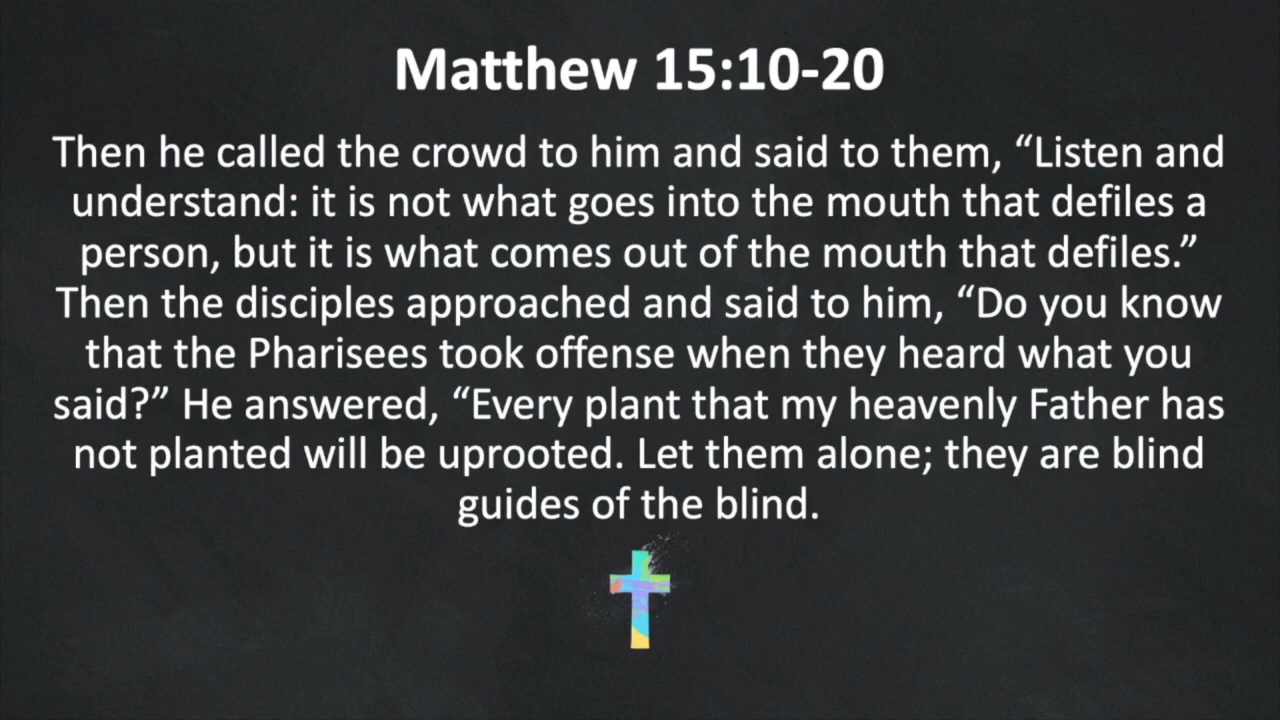 Matthew 15:10-20
Then he called the crowd to him and said to them, “Listen and
understand: it is not what goes into the mouth that defiles a
person, but it is what comes out of the mouth that defiles.”
Then the disciples approached and said to him, “Do you know
that the Pharisees took offense when they heard what you
said?” He answered, “Every plant that my heavenly Father has
not planted will be uprooted. Let them alone; they are blind
guides of the blind.